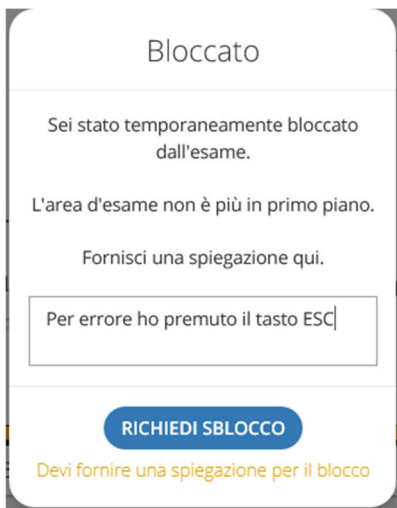 Bloccato
Sei stato temporaneamente bloccato
dall'esame.
L'area d'esame non è più in primo piano.
Fornisci una spiegazione qui.
Per errore ho premuto il tasto ESC
RICHIEDI SBLOCCO
Devi fornire una spiegazione per il blocco